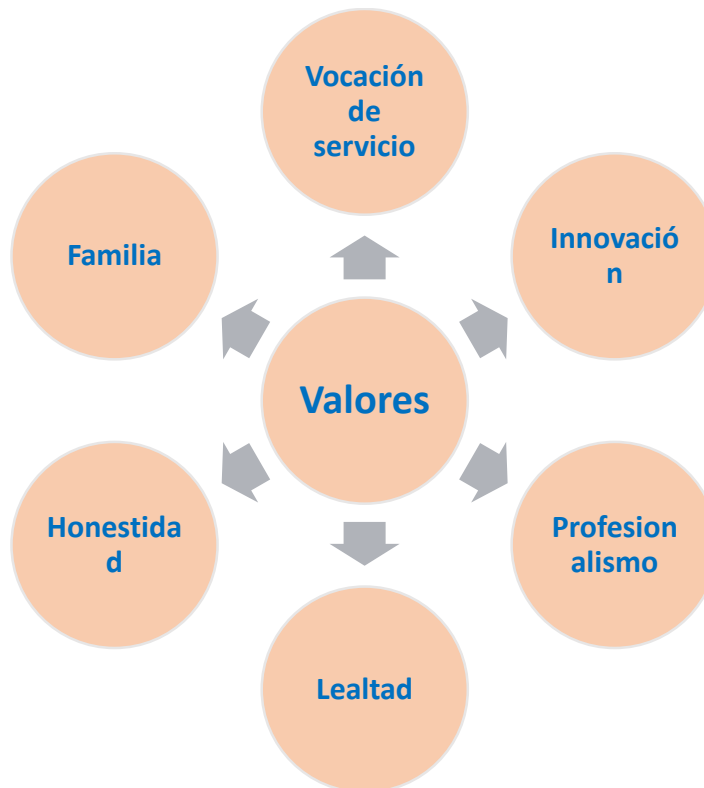 Vocación
de
servicio
Familia
Innovació
n
Valores
Honestida
d
Profesion
alismo
Lealtad